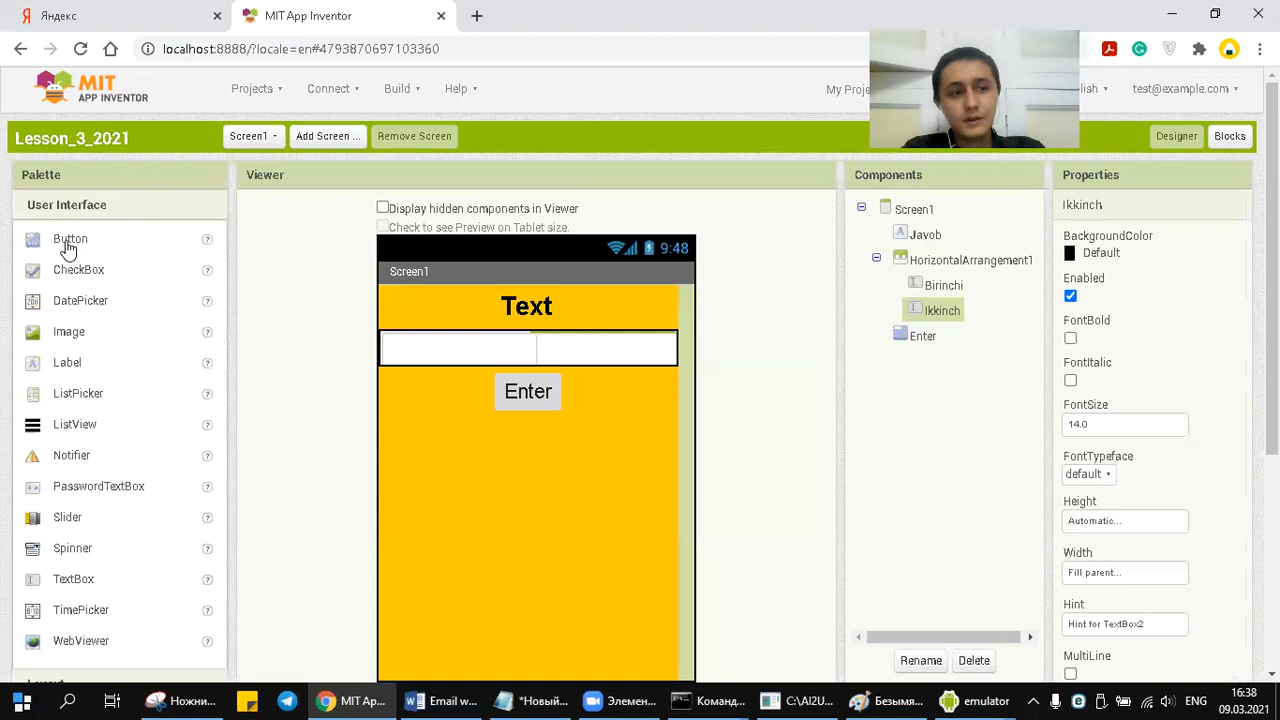 Яндекс
MIT App Inventor
localhost:8888/?locale=en#4793870697103360
MIT
APP INVENTOR
Projects
Connect
Build
Help
My Proje
lish
test@example.com
Lesson_3_2021
Screen1
Add Screen ...
Remove Screen
Designer
Blocks
Palette
Viewer
Components
Properties
User Interface
Button
CheckBox
DatePicker
Image
Label
ListPicker
ListView
Notifier
PasswordTextBox
Slider
Spinner
TextBox
TimePicker
WebViewer
Display hidden components in Viewer
Check to see Preview on Tablet size.
9:48
Screen1
Text
Enter
Screen1
Javob
HorizontalArrangement1
Birinchi
Ikkinch
Enter
Rename
Delete
Ikkinch
BackgroundColor
Default
Enabled
FontBold
FontItalic
FontSize
14.0
FontTypeface
default
Height
Automatic...
Width
Fill parent...
Hint
Hint for TextBox2
MultiLine
Ножни...
MIT Ap...
Email w...
*Новый...
Элемен...
Команд...
C:\AI2U...
Безымя...
emulator
ENG
16:38
09.03.2021